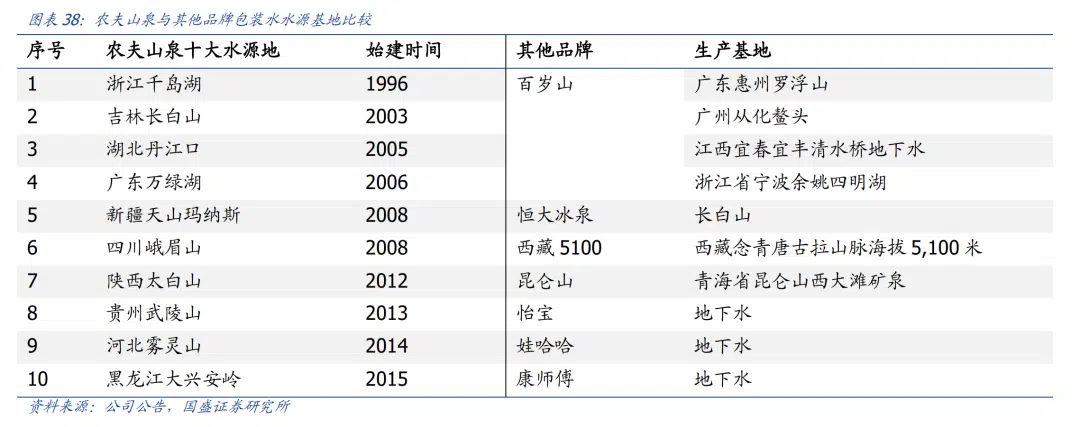 图表 38：农夫山泉与其他品牌包装水水源基地比较
序号 农夫山泉十大水源地 始建时间 其他品牌 生产基地
1 浙江千岛湖 1996 百岁山 广东惠州罗浮山
2 吉林长白山 2003 广州从化鳌头
3 湖北丹江口 2005 江西宜春宜丰清水桥地下水
4 广东万绿湖 2006 浙江省宁波余姚四明湖
5 新疆天山玛纳斯 2008 恒大冰泉 长白山
6 四川峨眉山 2008 西藏 5100 西藏念青唐古拉山脉海拔 5,100 米
7 陕西太白山 2012 昆仑山 青海省昆仑山西大滩矿泉
8 贵州武陵山 2013 怡宝 地下水
9 河北雾灵山 2014 娃哈哈 地下水
10 黑龙江大兴安岭 2015 康师傅 地下水
资料来源：公司公告，国盛证券研究所